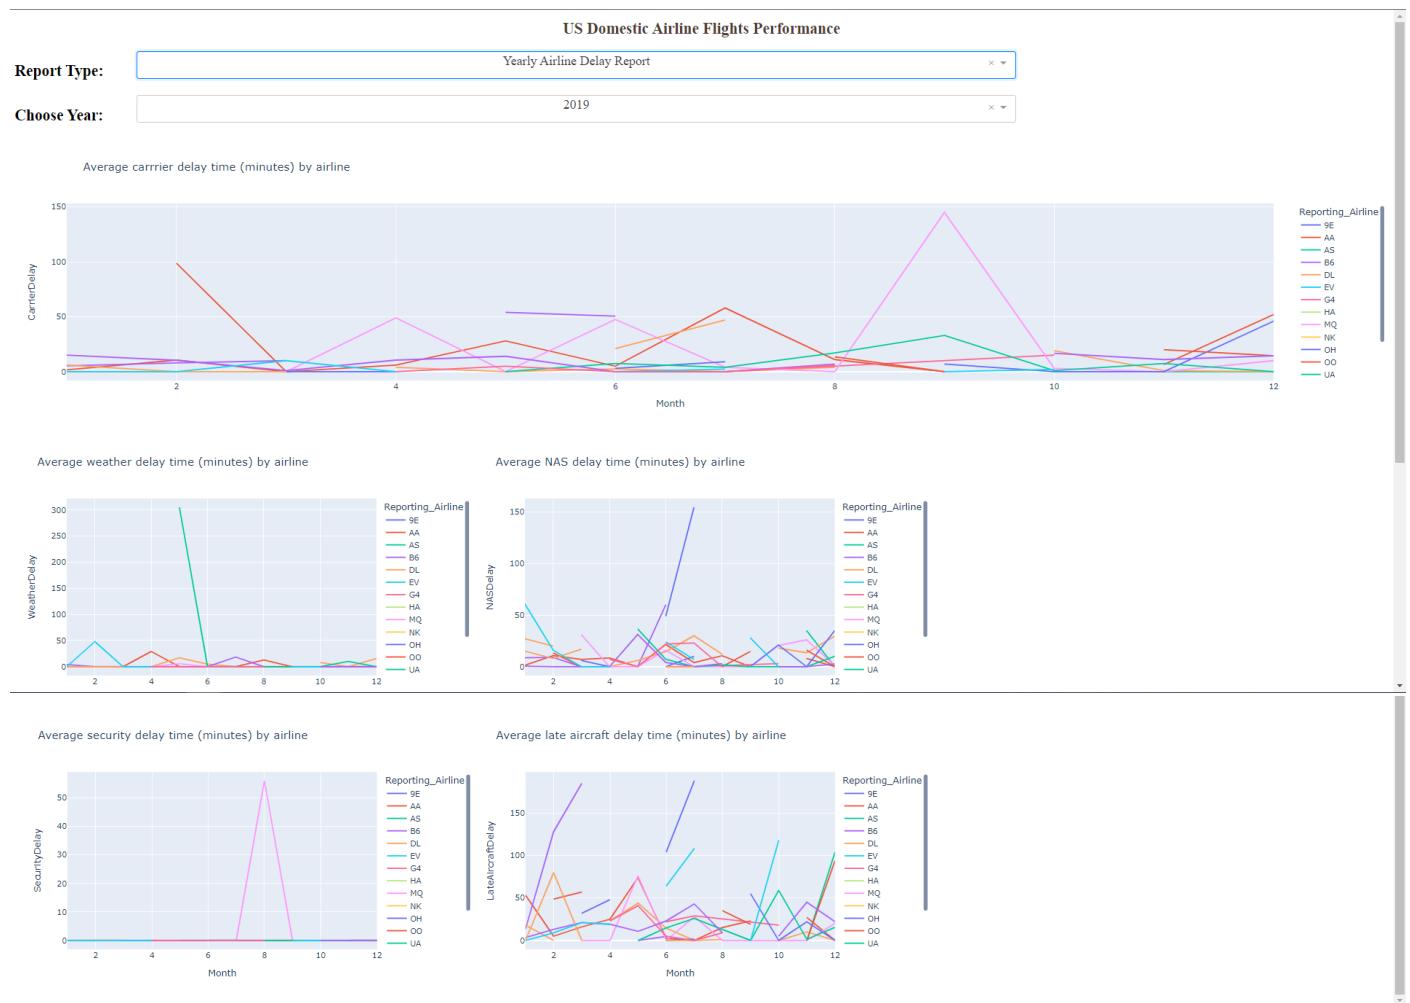 US Domestic Airline Flights Performance
Report Type:
Yearly Airline Delay Report
×
Choose Year:
2019
×
Average carrrier delay time (minutes) by airline
150
100
50
0
CarrierDelay
2 4 6 8 10 12
Month
Reporting_Airline
9E
AA
AS
B6
DL
EV
G4
HA
MQ
NK
OH
OO
UA
Average weather delay time (minutes) by airline
300
250
200
150
100
50
0
WeatherDelay
2 4 6 8 10 12
Reporting_Airline
9E
AA
AS
B6
DL
EV
G4
HA
MQ
NK
OH
OO
UA
Average NAS delay time (minutes) by airline
150
100
50
0
NASDelay
2 4 6 8 10 12
Reporting_Airline
9E
AA
AS
B6
DL
EV
G4
HA
MQ
NK
OH
OO
UA
Average security delay time (minutes) by airline
50
40
30
20
10
0
SecurityDelay
2 4 6 8 10 12
Month
Reporting_Airline
9E
AA
AS
B6
DL
EV
G4
HA
MQ
NK
OH
OO
UA
Average late aircraft delay time (minutes) by airline
150
100
50
0
LateAircraftDelay
2 4 6 8 10 12
Month
Reporting_Airline
9E
AA
AS
B6
DL
EV
G4
HA
MQ
NK
OH
OO
UA